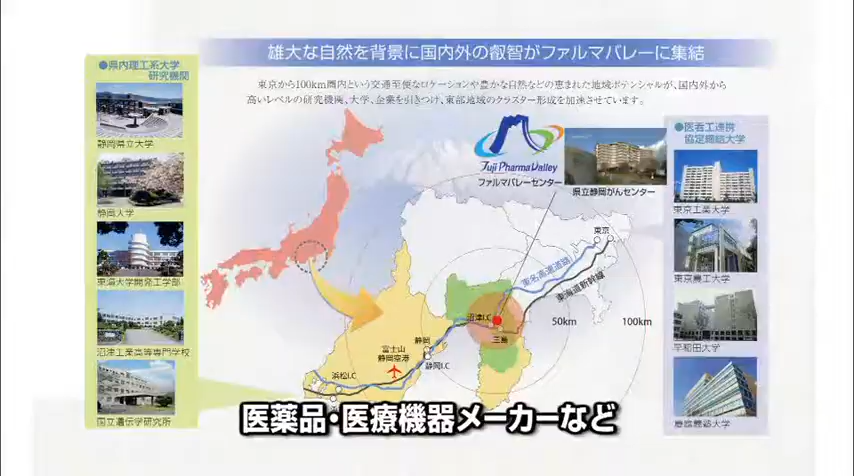 雄大な自然を背景に国内外の叡智がファルマバレーに集結
●県内理工系大学
研究機関
東京から100km圏内という交通至便なロケーションや豊かな自然などの恵まれた地域ポテンシャルが、国内外から
高いレベルの研究機関、大学、企業を引きつけ、東部地域のクラスター形成を加速させています。
静岡県立大学
静岡大学
東海大学開発工学部
沼津工業高等専門学校
国立遺伝学研究所
Fuji Pharma Valley
ファルマバレーセンター
県立静岡がんセンター
●医看工連携
協定締結大学
東京工業大学
東京農工大学
早稲田大学
慶應義塾大学
東京
東名高速道路
東海道新幹線
沼津I.C
三島
50km
100km
静岡
静岡I.C
富士山
静岡空港
浜松I.C
医薬品・医療機器メーカーなど